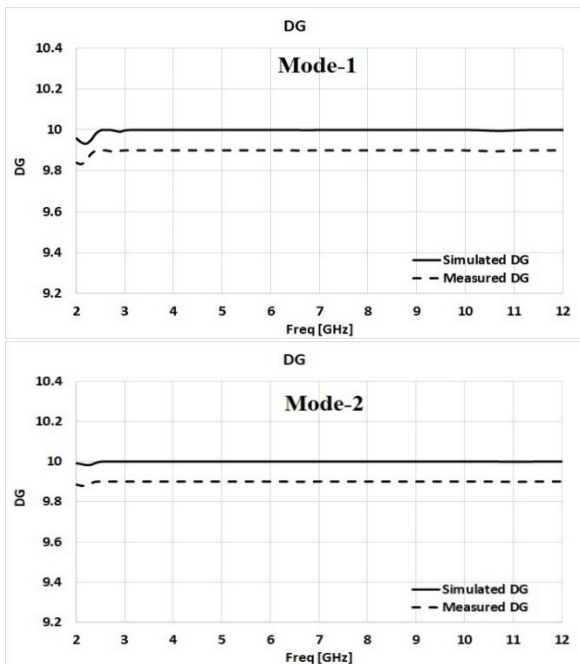 DG
Mode-1
10.4
10.2
10
9.8
9.6
9.4
9.2
DG
Simulated DG
Measured DG
2 3 4 5 6 7 8 9 10 11 12
Freq [GHz]
DG
Mode-2
10.4
10.2
10
9.8
9.6
9.4
9.2
DG
Simulated DG
Measured DG
2 3 4 5 6 7 8 9 10 11 12
Freq [GHz]